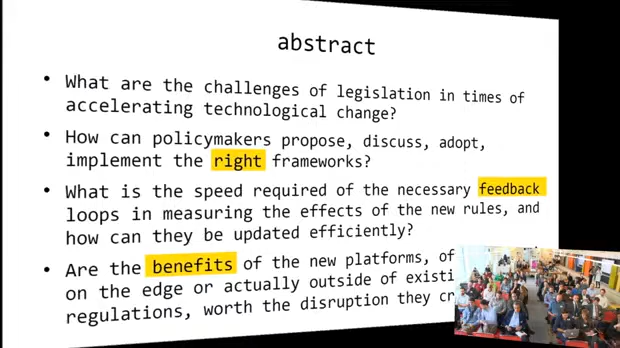 abstract
• What are the challenges of legislation in times of
accelerating technological change?
• How can policymakers propose, discuss, adopt,
implement the right frameworks?
• What is the speed required of the necessary feedback
loops in measuring the effects of the new rules, and
how can they be updated efficiently?
• Are the benefits of the new platforms,
on the edge or actually outside of
regulations, worth the disruption they